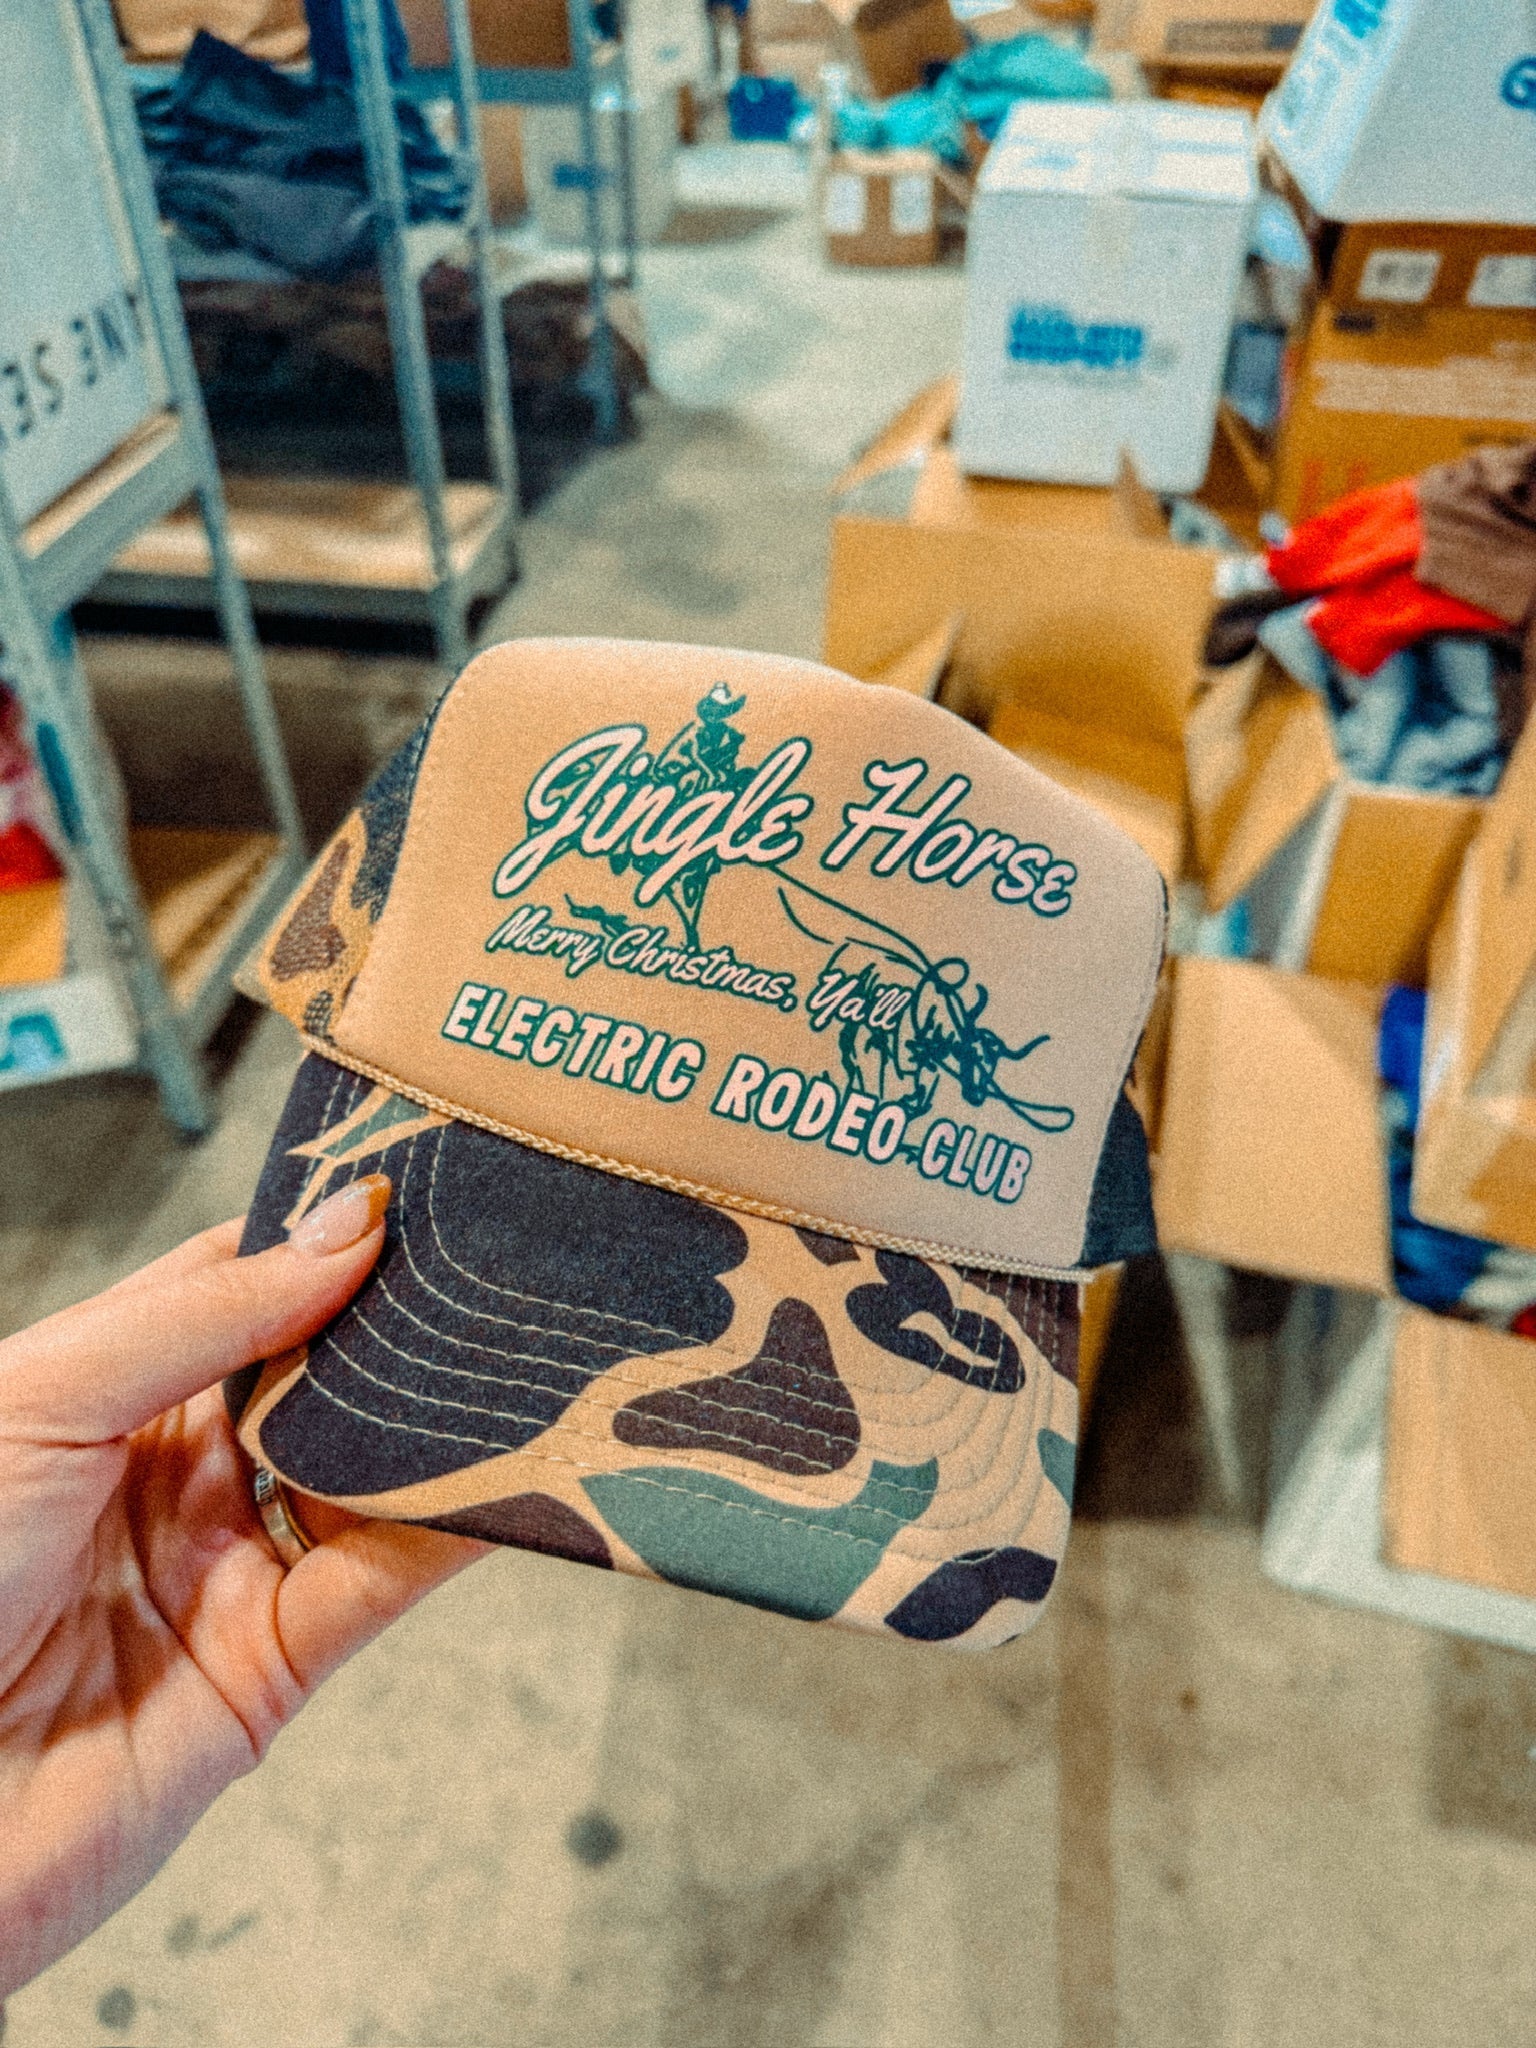 Jingle Horse
Merry Christmas, Ya'll
ELECTRIC RODEO CLUB